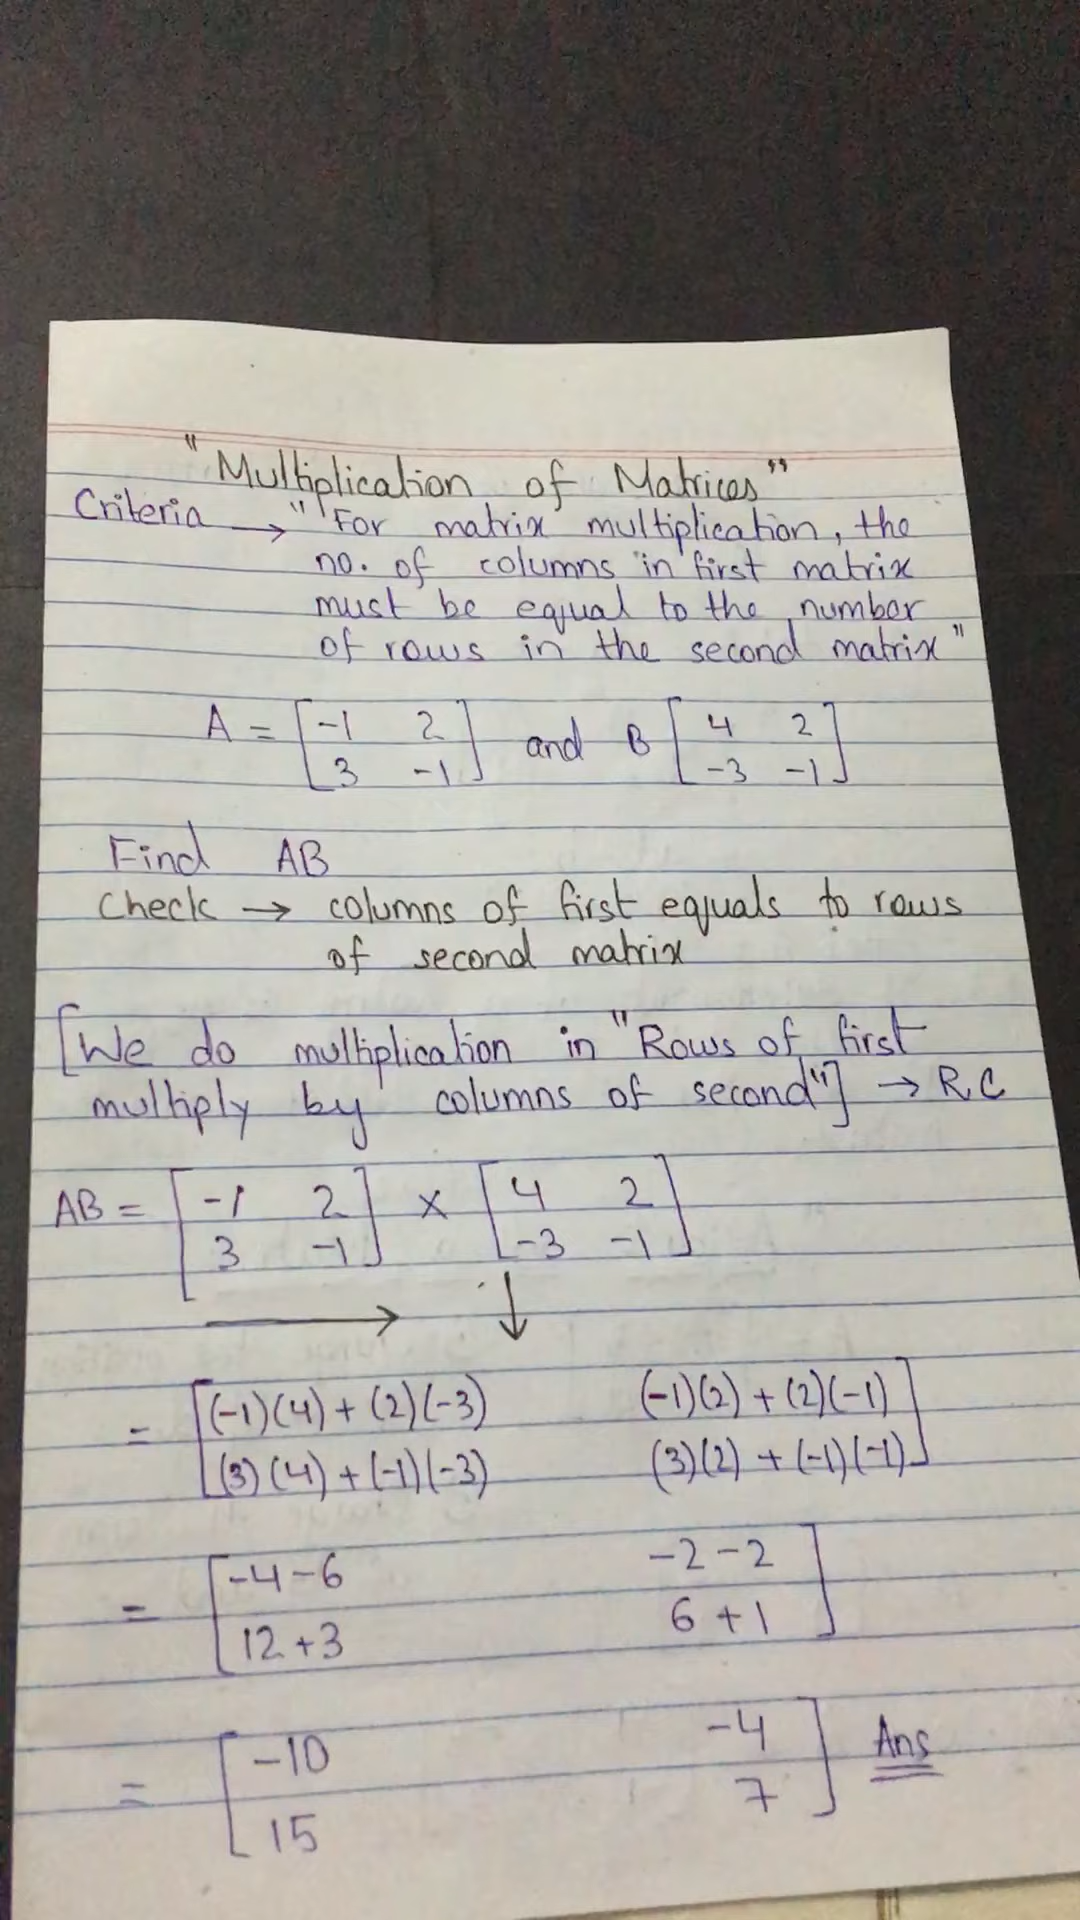 "Multiplication of Matrices"
Criteria → "For matrix multiplication, the
no. of columns in first matrix
must be equal to the number
of rows in the second matrix"
A = [-1 2] and B [4 2]
[3 -1] [-3 -1]
Find AB
Check → columns of first equals to rows
of second matrix
[We do multiplication in "Rows of first
multiply by columns of second"] → R C
AB = [-1 2] × [4 2]
[3 -1] [-3 -1]
→ ↓
= [(-1)(4) + (2)(-3) (-1)(2) + (2)(-1)]
[(3)(4) + (-1)(-3) (3)(2) + (-1)(-1)]
= [-4-6 -2-2]
[12+3 6+1]
= [-10 -4] Ans
[15 7]